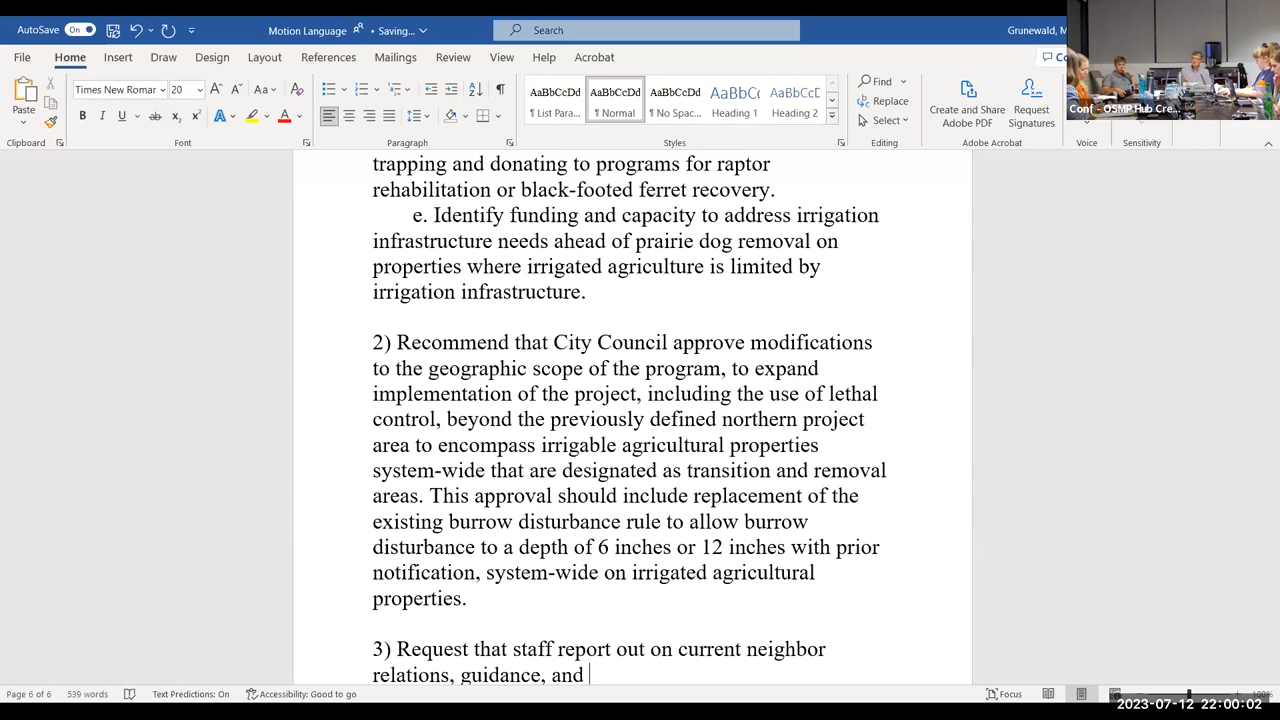 AutoSave On
Motion Language
Saving...
Search
Grunewald, M
File Home Insert Draw Design Layout References Mailings Review View Help Acrobat
Paste
Times New Roman 20
Aa
B I U ab x₂ x² A A
AaBbCcDd AaBbCcDd AaBbCcDd AaBbCc AaBbCcD
¶ List Para... ¶ Normal ¶ No Spac... Heading 1 Heading 2
Find
Replace
Select
Create and Share Adobe PDF
Request Signatures
Conf - OSMP Hub Cre...
Clipboard Font Paragraph Styles Editing Adobe Acrobat Voice Sensitivity
trapping and donating to programs for raptor
rehabilitation or black-footed ferret recovery.
e. Identify funding and capacity to address irrigation
infrastructure needs ahead of prairie dog removal on
properties where irrigated agriculture is limited by
irrigation infrastructure.
2) Recommend that City Council approve modifications
to the geographic scope of the program, to expand
implementation of the project, including the use of lethal
control, beyond the previously defined northern project
area to encompass irrigable agricultural properties
system-wide that are designated as transition and removal
areas. This approval should include replacement of the
existing burrow disturbance rule to allow burrow
disturbance to a depth of 6 inches or 12 inches with prior
notification, system-wide on irrigated agricultural
properties.
3) Request that staff report out on current neighbor
relations, guidance, and
Page 6 of 6 539 words Text Predictions: On Accessibility: Good to go Focus
2023-07-12 22:00:02